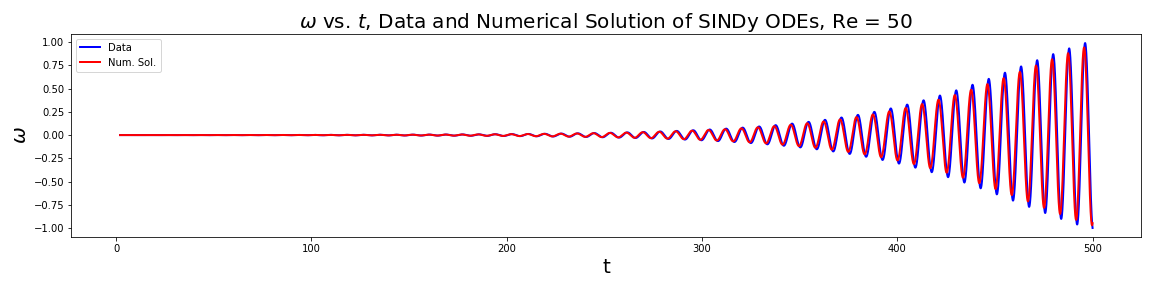 ω vs. t, Data and Numerical Solution of SINDy ODEs, Re = 50
Data
Num. Sol.
ω
1.00
0.75
0.50
0.25
0.00
−0.25
−0.50
−0.75
−1.00
0 100 200 300 400 500
t